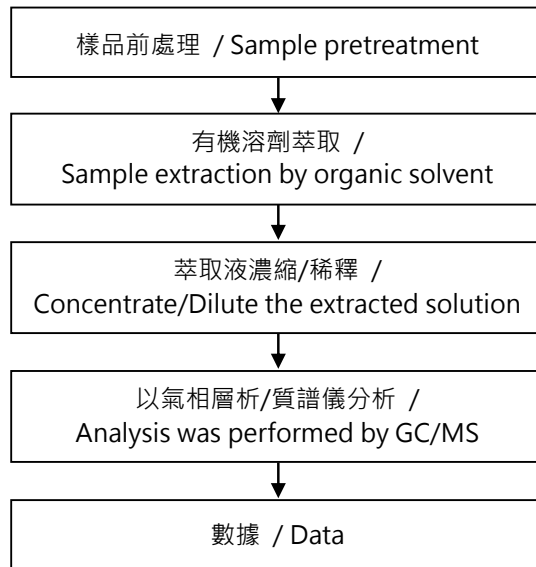 樣品前處理 / Sample pretreatment
有機溶劑萃取 /
Sample extraction by organic solvent
萃取液濃縮/稀釋 /
Concentrate/Dilute the extracted solution
以氣相層析/質譜儀分析 /
Analysis was performed by GC/MS
數據 / Data